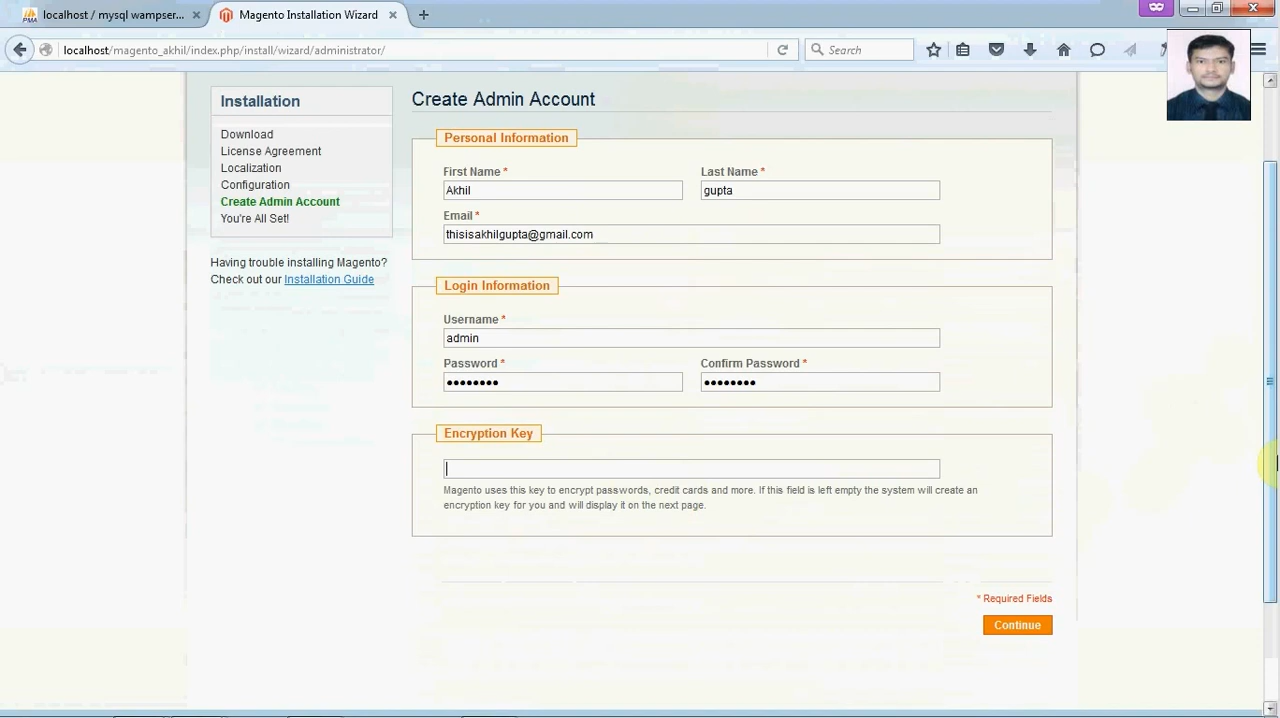 localhost / mysql wampser...
Magento Installation Wizard
localhost/magento_akhil/index.php/install/wizard/administrator/
Search
Installation
Download
License Agreement
Localization
Configuration
Create Admin Account
You're All Set!
Having trouble installing Magento?
Check out our Installation Guide
Create Admin Account
Personal Information
First Name *
Last Name *
Akhil
gupta
Email *
thisisakhilgupta@gmail.com
Login Information
Username *
admin
Password *
Confirm Password *
••••••••
••••••••
Encryption Key
Magento uses this key to encrypt passwords, credit cards and more. If this field is left empty the system will create an
encryption key for you and will display it on the next page.
* Required Fields
Continue